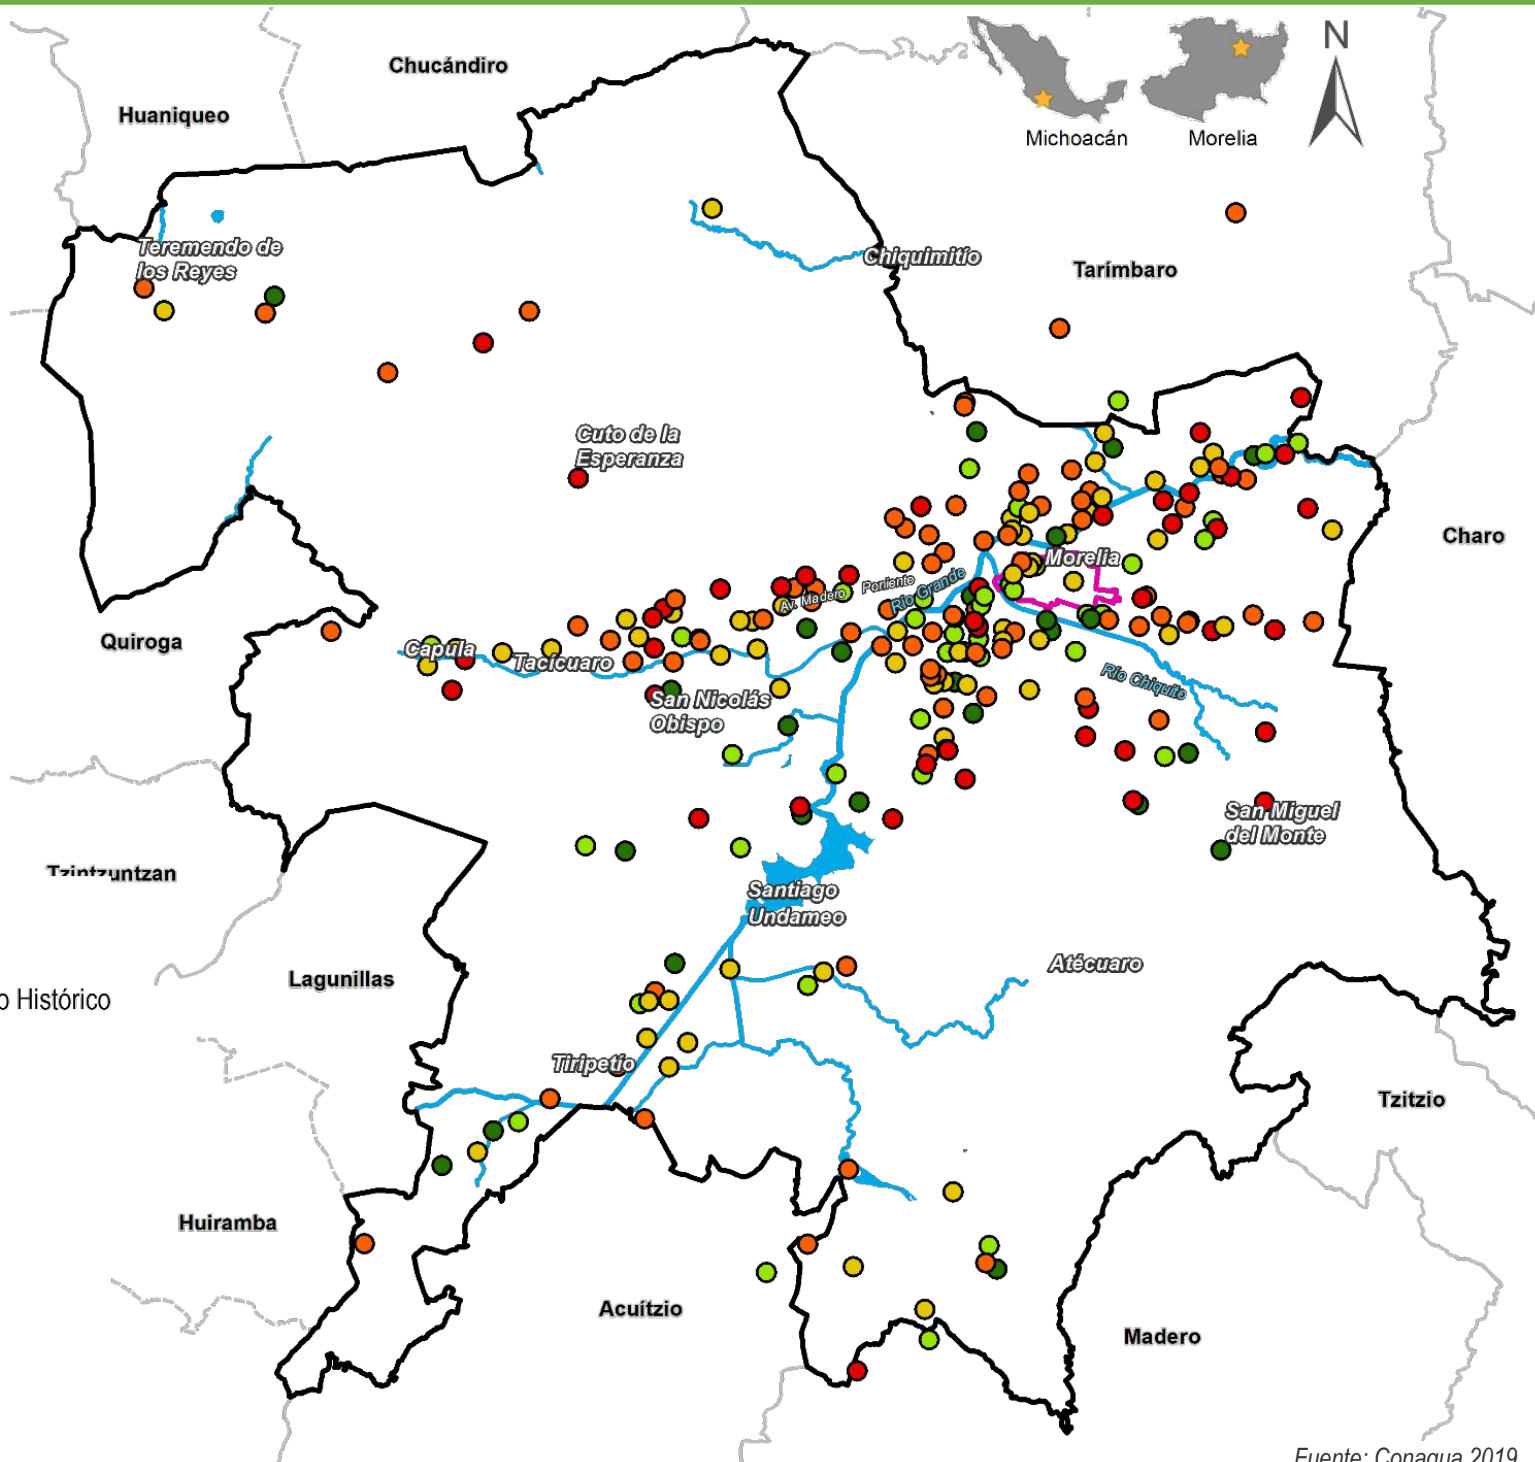 N
Chucándiro
Huaniqueo
Michoacán
Morelia
Teremendo de
los Reyes
Chiquimitío
Tarímbaro
Cuto de la
Esperanza
Charo
Morelia
Av. Madero Poniente
Río Grande
Quiroga
Capula
Tacícuaro
Río Chiquito
San Nicolás
Obispo
San Miguel
del Monte
Tzintzuntzan
Santiago
Undameo
Atécuaro
Lagunillas
o Histórico
Tiripetío
Tzitzio
Huiramba
Acuítzio
Madero
Fuente: Conagua 2019